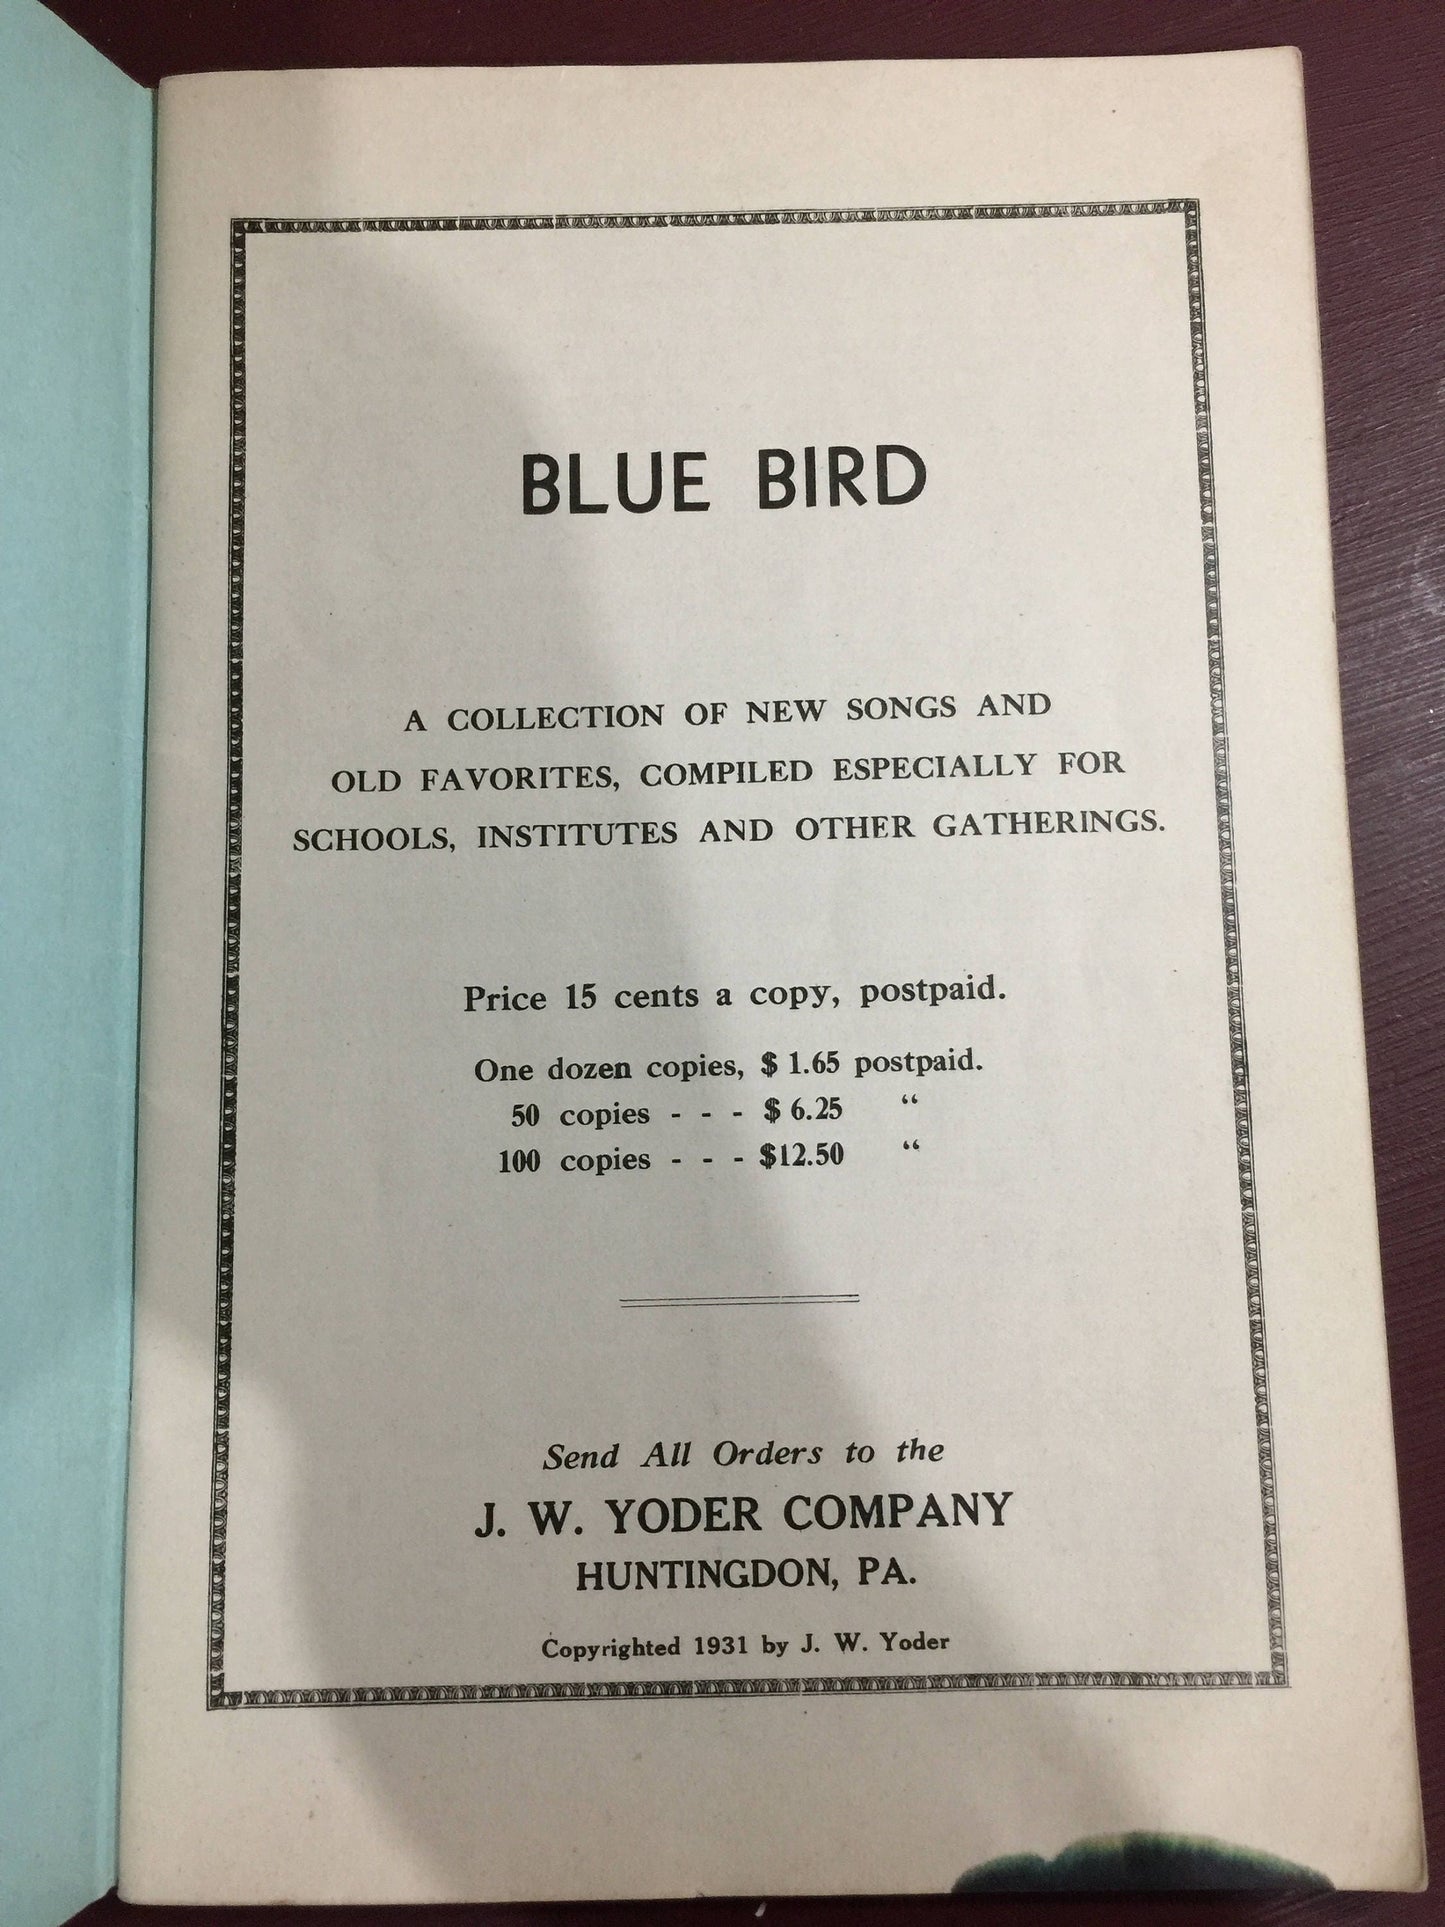 BLUE BIRD
A COLLECTION OF NEW SONGS AND
OLD FAVORITES, COMPILED ESPECIALLY FOR
SCHOOLS, INSTITUTES AND OTHER GATHERINGS.
Price 15 cents a copy, postpaid.
One dozen copies, $ 1.65 postpaid.
50 copies - - - $ 6.25 “
100 copies - - - $12.50 “
Send All Orders to the
J. W. YODER COMPANY
HUNTINGDON, PA.
Copyrighted 1931 by J. W. Yoder